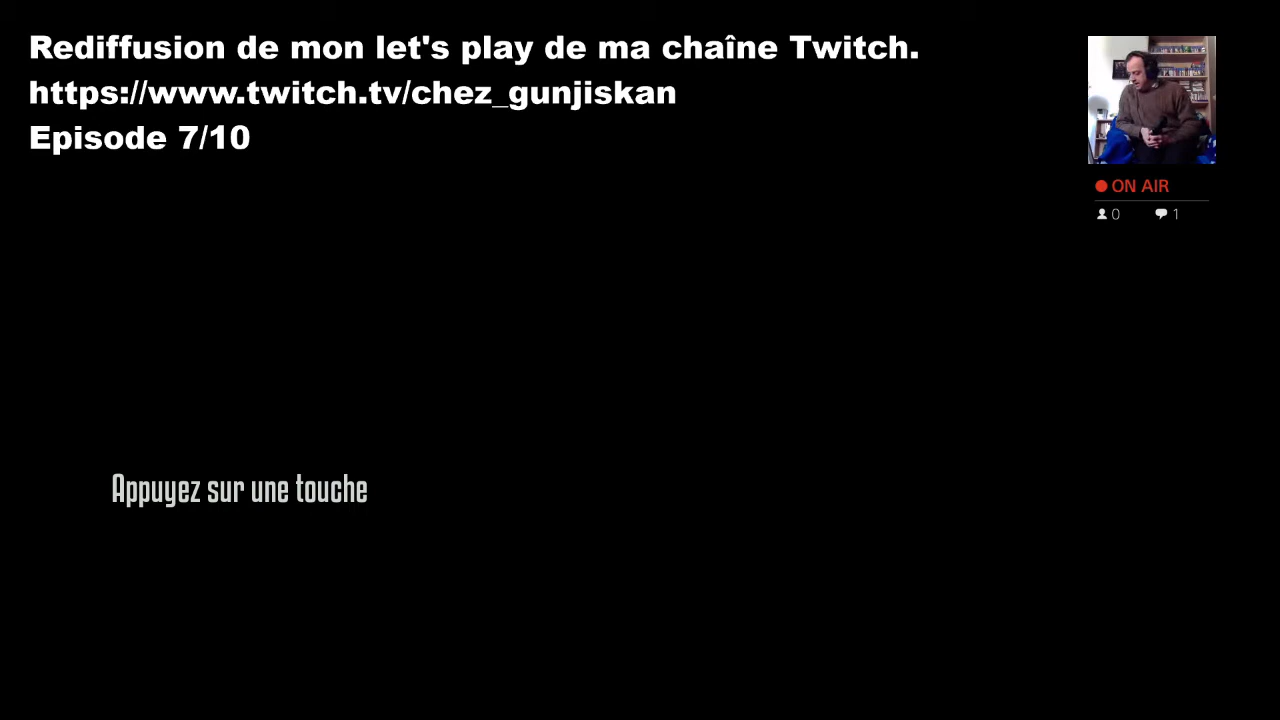 Rediffusion de mon let's play de ma chaîne Twitch.
https://www.twitch.tv/chez_gunjiskan
Episode 7/10
ON AIR
0 1
Appuyez sur une touche